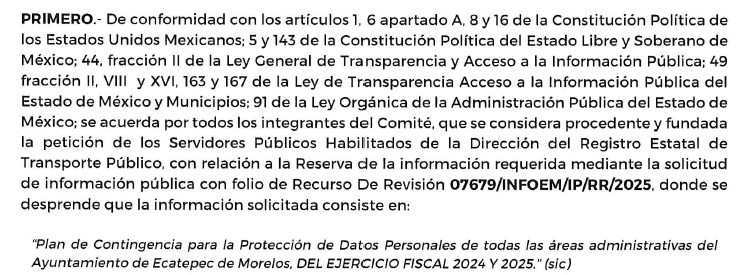 PRIMERO.- De conformidad con los artículos 1, 6 apartado A, 8 y 16 de la Constitución Política de
los Estados Unidos Mexicanos; 5 y 143 de la Constitución Política del Estado Libre y Soberano de
México; 44, fracción II de la Ley General de Transparencia y Acceso a la Información Pública; 49
fracción II, VIII y XVI, 163 y 167 de la Ley de Transparencia Acceso a la Información Pública del
Estado de México y Municipios; 91 de la Ley Orgánica de la Administración Pública del Estado de
México; se acuerda por todos los integrantes del Comité, que se considera procedente y fundada
la petición de los Servidores Públicos Habilitados de la Dirección del Registro Estatal de
Transporte Público, con relación a la Reserva de la información requerida mediante la solicitud
de información pública con folio de Recurso De Revisión 07679/INFOEM/IP/RR/2025, donde se
desprende que la información solicitada consiste en:
"Plan de Contingencia para la Protección de Datos Personales de todas las áreas administrativas del
Ayuntamiento de Ecatepec de Morelos, DEL EJERCICIO FISCAL 2024 Y 2025." (sic)